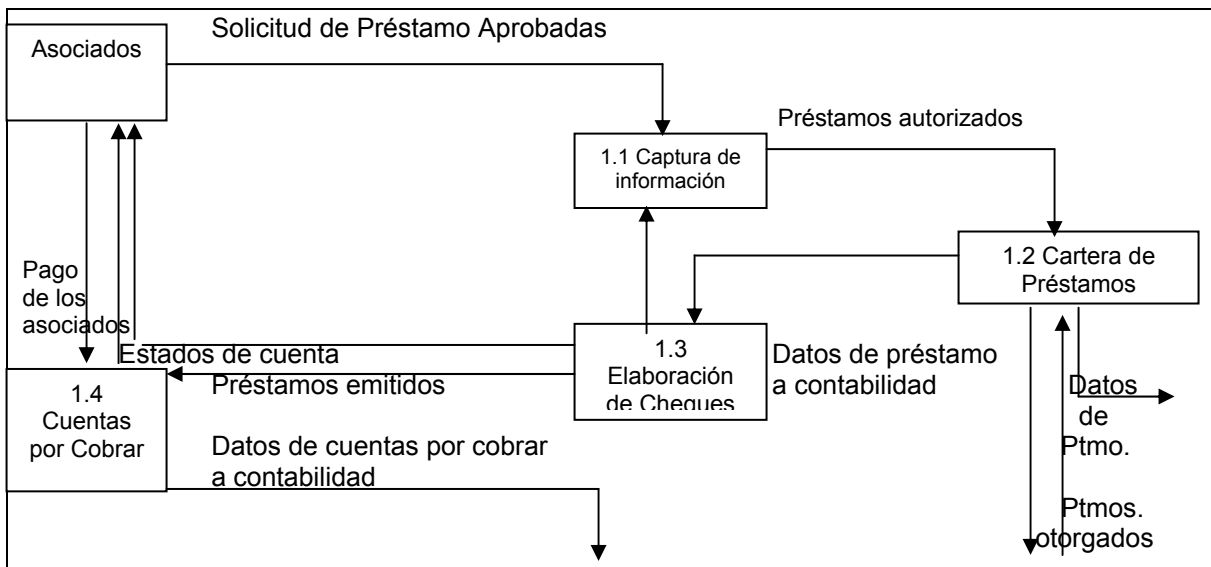 Solicitud de Préstamo Aprobadas
Asociados
Préstamos autorizados
1.1 Captura de
información
1.2 Cartera de
Préstamos
Pago
de los
asociados
Estados de cuenta
Préstamos emitidos
1.3
Elaboración
de Cheques
Datos de préstamo
a contabilidad
Datos
de
Ptmo.
1.4
Cuentas
por Cobrar
Datos de cuentas por cobrar
a contabilidad
Ptmos.
otorgados